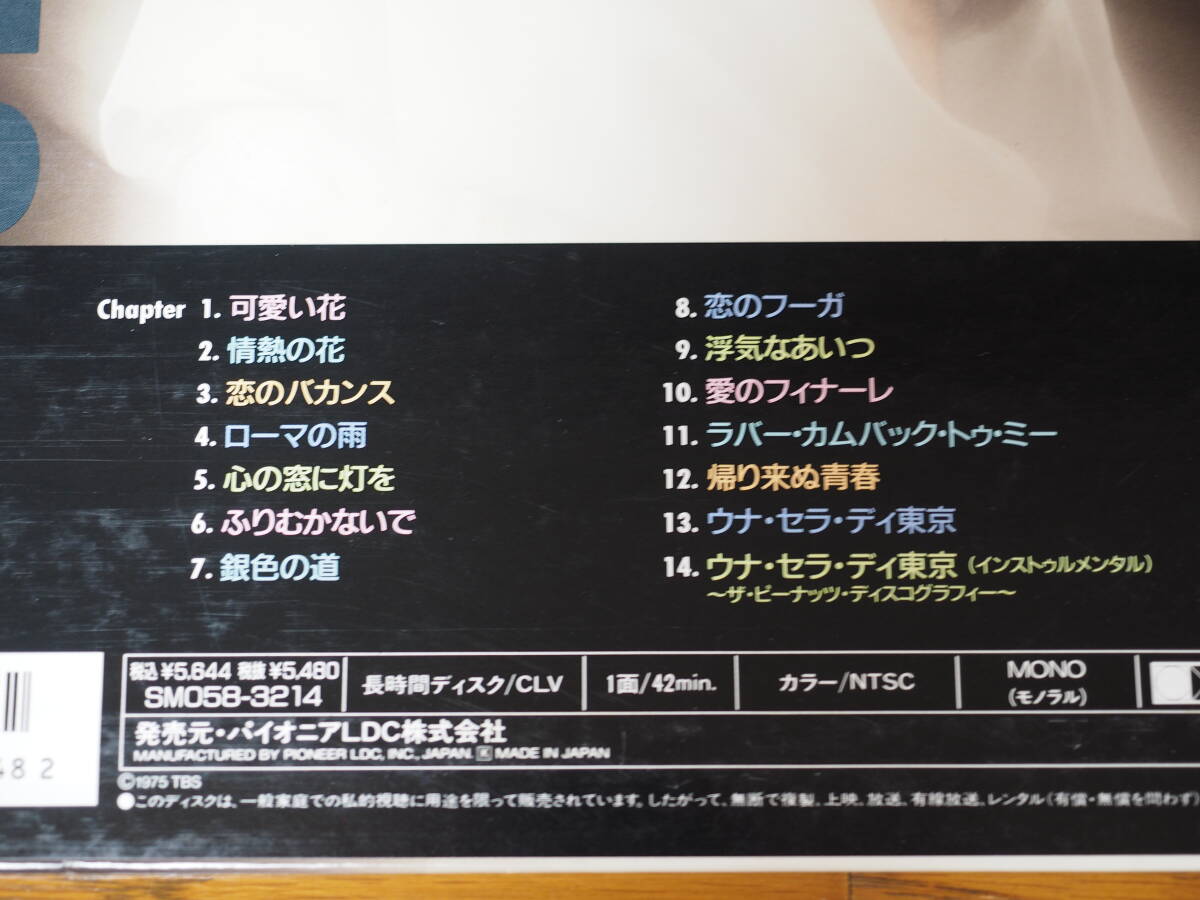 Chapter 1. 可愛い花
2. 情熱の花
3. 恋のバカンス
4. ローマの雨
5. 心の窓に灯を
6. ふりむかないで
7. 銀色の道
8. 恋のフーガ
9. 浮気なあいつ
10. 愛のフィナーレ
11. ラバー・カムバック・トゥ・ミー
12. 帰り来ぬ青春
13. ウナ・セラ・ディ東京
14. ウナ・セラ・ディ東京 (インストゥルメンタル)
〜ザ・ピーナッツ・ディスコグラフィー〜
税込¥5,644 税抜¥5,480
SM058-3214
長時間ディスク/CLV
1面/42min.
カラー/NTSC
MONO
(モノラル)
発売元・パイオニアLDC株式会社
MANUFACTURED BY PIONEER LDC, INC., JAPAN. K MADE IN JAPAN
482
©1975 TBS
●このディスクは、一般家庭での私的視聴に用途を限って販売されています。したがって、無断で複製、上映、放送、有線放送、レンタル(有償・無償を問わず)